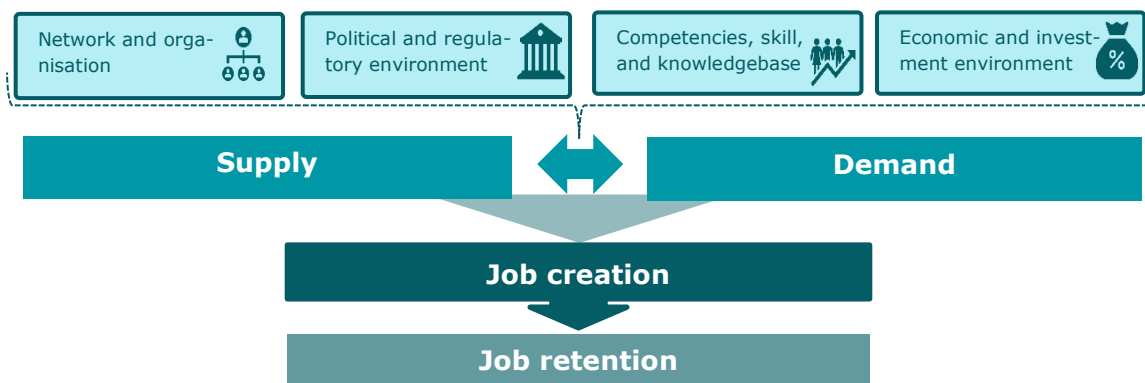 Network and orga-
nisation
Political and regula-
tory environment
Competencies, skill,
and knowledgebase
Economic and invest-
ment environment
%
Supply
Demand
Job creation
Job retention